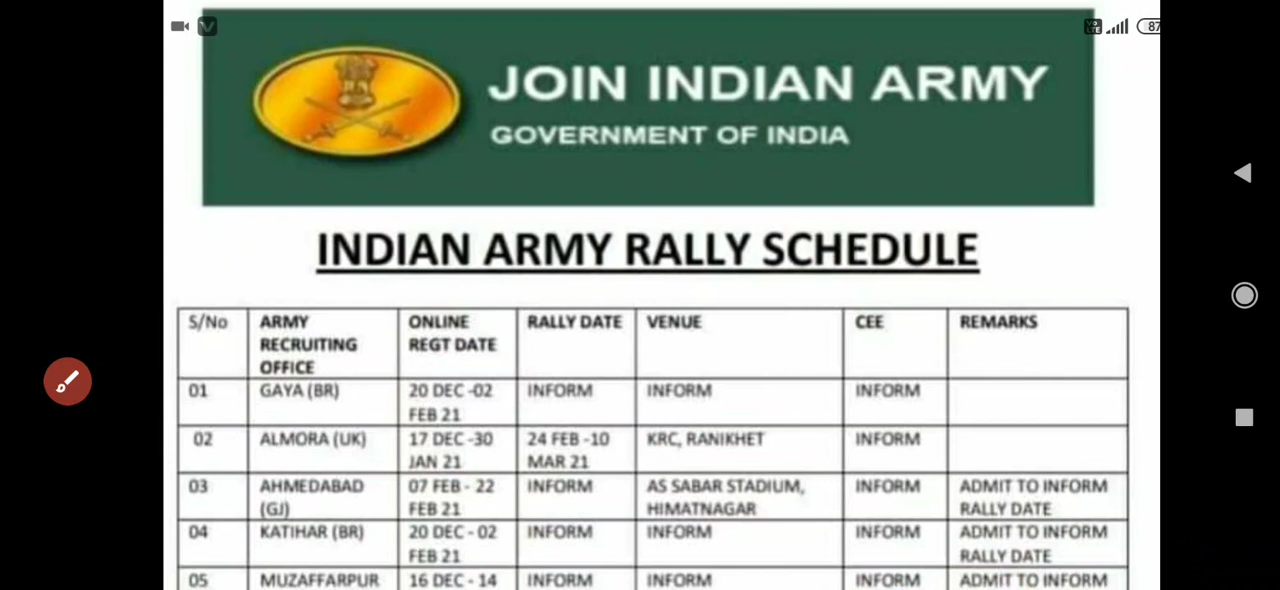 VO LTE 87
JOIN INDIAN ARMY
GOVERNMENT OF INDIA
INDIAN ARMY RALLY SCHEDULE
S/No ARMY RECRUITING OFFICE ONLINE REGT DATE RALLY DATE VENUE CEE REMARKS
01 GAYA (BR) 20 DEC -02 FEB 21 INFORM INFORM INFORM
02 ALMORA (UK) 17 DEC -30 JAN 21 24 FEB -10 MAR 21 KRC, RANIKHET INFORM
03 AHMEDABAD (GJ) 07 FEB - 22 FEB 21 INFORM AS SABAR STADIUM, HIMATNAGAR INFORM ADMIT TO INFORM RALLY DATE
04 KATIHAR (BR) 20 DEC - 02 FEB 21 INFORM INFORM INFORM ADMIT TO INFORM RALLY DATE
05 MUZAFFARPUR 16 DEC - 14 INFORM INFORM INFORM ADMIT TO INFORM